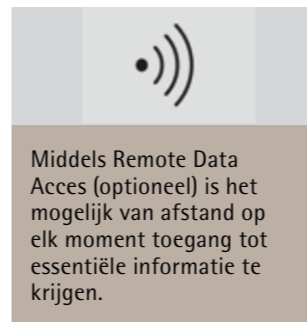 Middels Remote Data
Acces (optioneel) is het
mogelijk van afstand op
elk moment toegang tot
essentiële informatie te
krijgen.